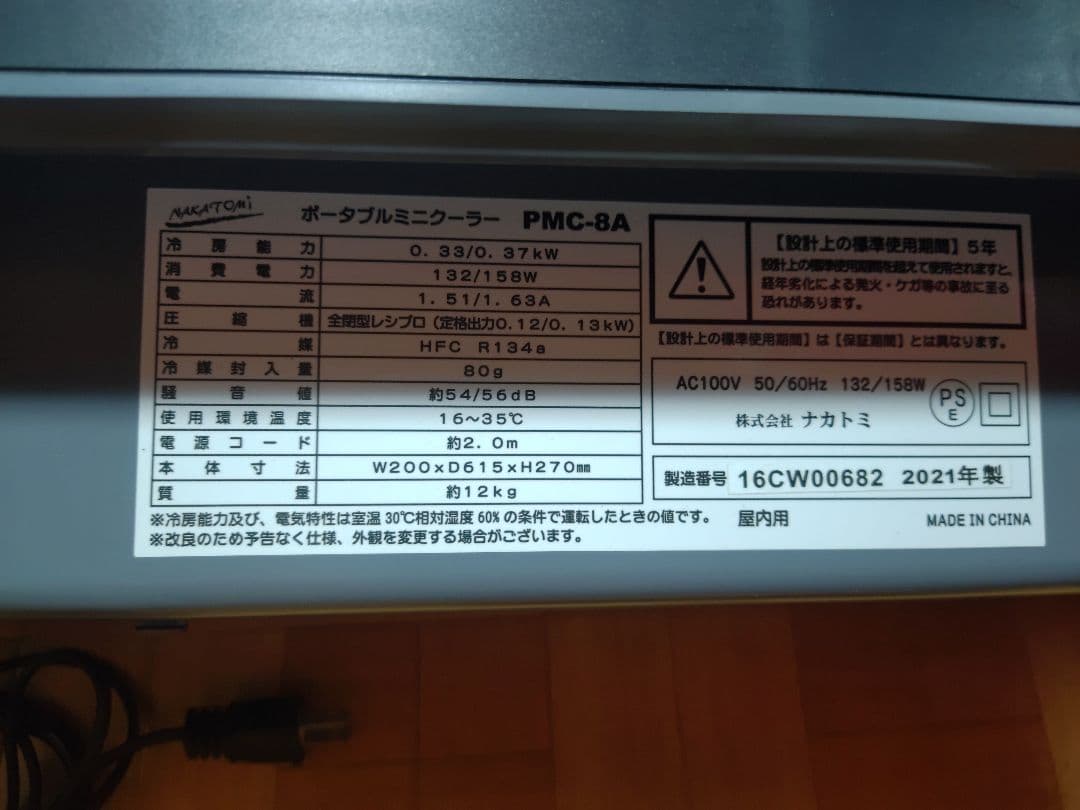 NAKATOMI ポータブルミニクーラー PMC-8A
冷房能力 0.33/0.37kW
消費電力 132/158W
電流 1.51/1.63A
圧縮機 全閉型レシプロ（定格出力0.12/0.13kW）
冷媒 HFC R134a
冷媒封入量 80g
騒音値 約54/56dB
使用環境温度 16～35℃
電源コード 約2.0m
本体寸法 W200×D615×H270㎜
質量 約12kg
※冷房能力及び、電気特性は室温30℃相対湿度60%の条件で運転したときの値です。
※改良のため予告なく仕様、外観を変更する場合がございます。
【設計上の標準使用期間】5年
設計上の標準使用期間を超えて使用されますと、
経年劣化による発火・ケガ等の事故に至る
恐れがあります。
【設計上の標準使用期間】は【保証期間】とは異なります。
AC100V 50/60Hz 132/158W
株式会社 ナカトミ
PS
E
製造番号 16CW00682 2021年製
屋内用 MADE IN CHINA